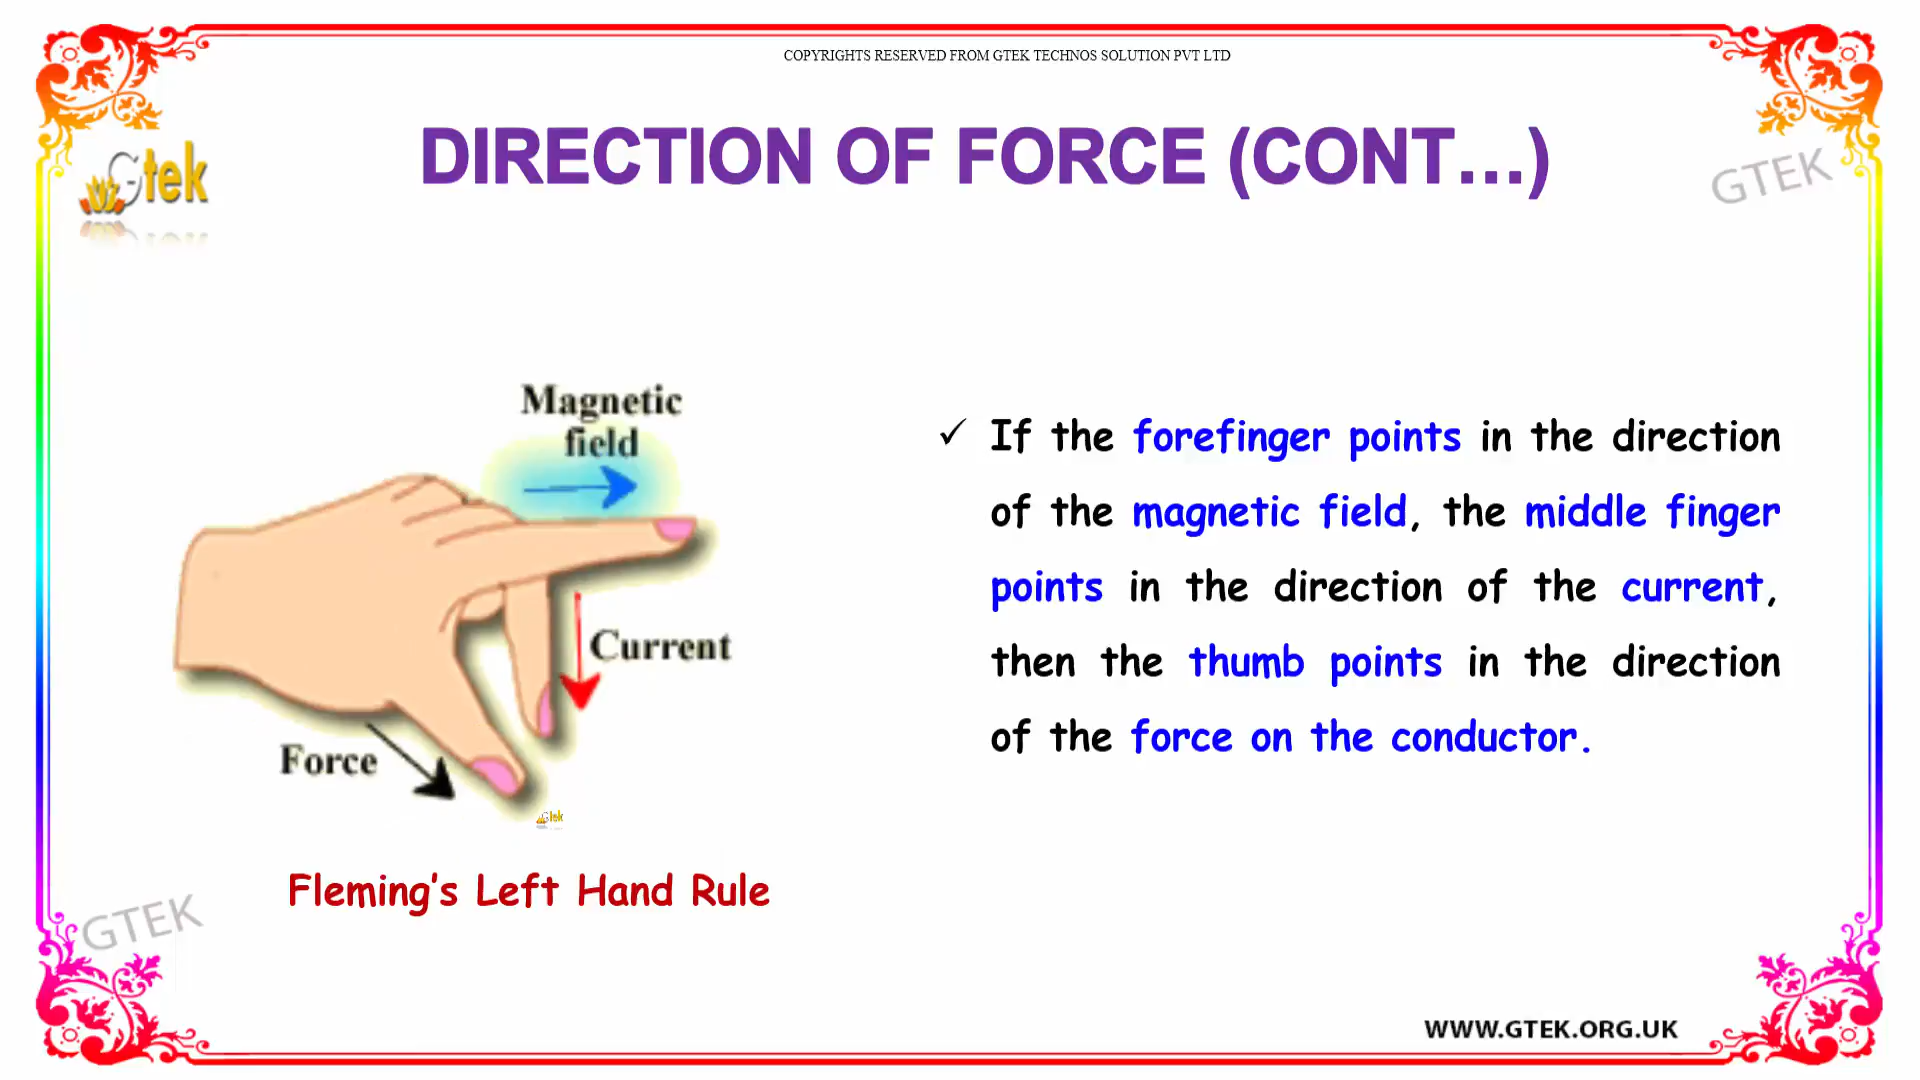 COPYRIGHTS RESERVED FROM GTEK TECHNOS SOLUTION PVT LTD
Gtek
DIRECTION OF FORCE (CONT...)
GTEK
Magnetic
field
Current
Force
Gtek
Fleming's Left Hand Rule
✓ If the forefinger points in the direction
of the magnetic field, the middle finger
points in the direction of the current,
then the thumb points in the direction
of the force on the conductor.
GTEK
WWW.GTEK.ORG.UK